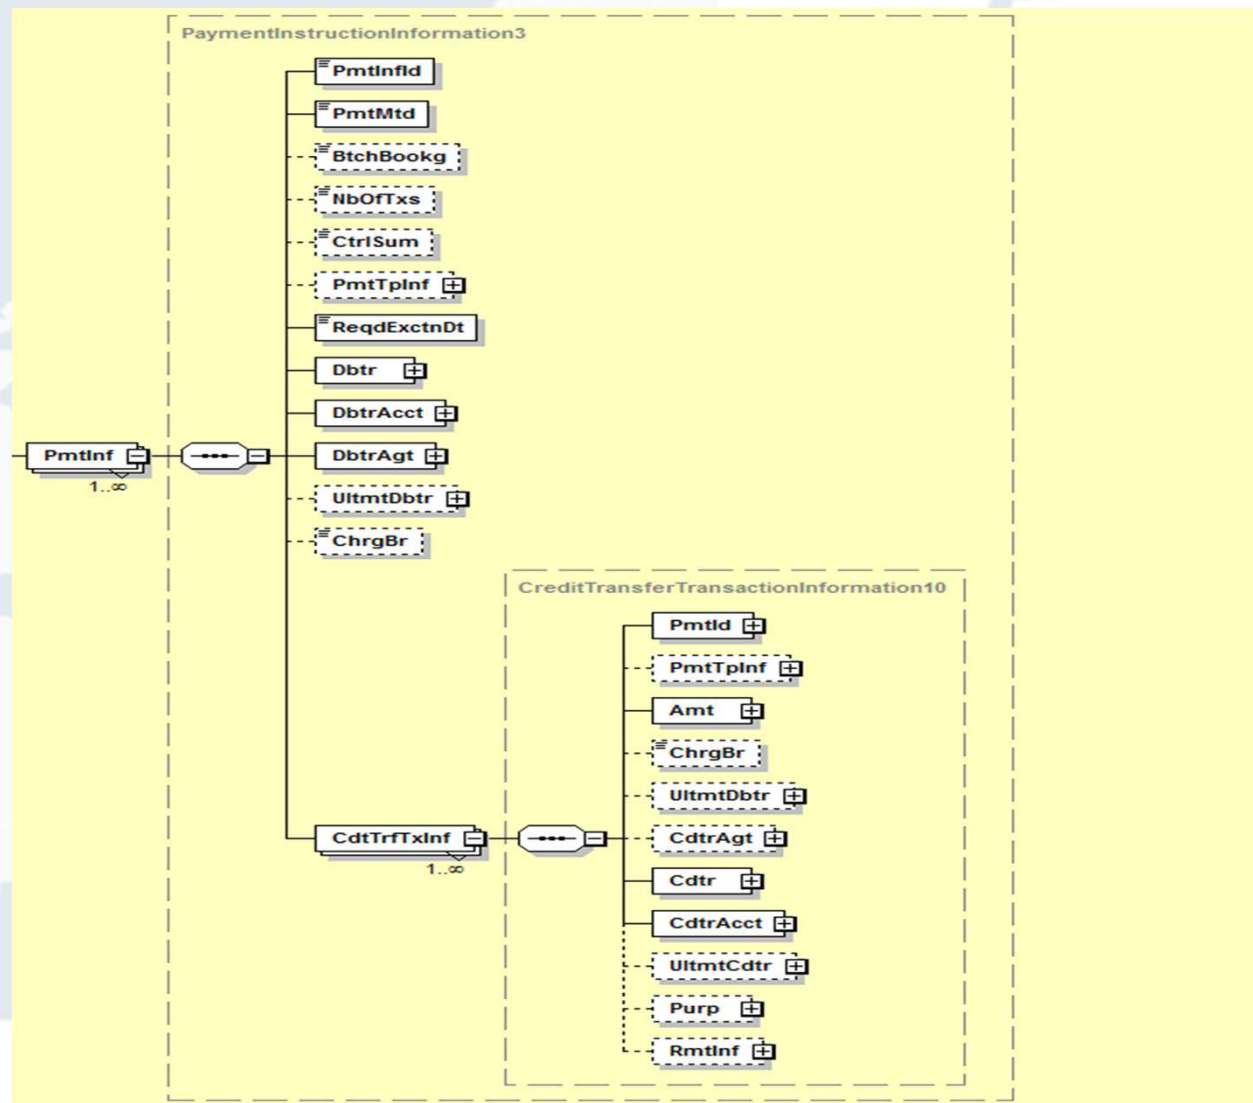 PaymentInstructionInformation3
PmtInfId
PmtMtd
BtchBookg
NbOfTxs
CtrlSum
PmtTpInf
ReqdExctnDt
Dbtr
DbtrAcct
PmtInf
1..∞
DbtrAgt
UltmtDbtr
ChrgBr
CreditTransferTransactionInformation10
PmtId
PmtTpInf
Amt
ChrgBr
UltmtDbtr
CdtTrfTxInf
1..∞
CdtrAgt
Cdtr
CdtrAcct
UltmtCdtr
Purp
RmtInf